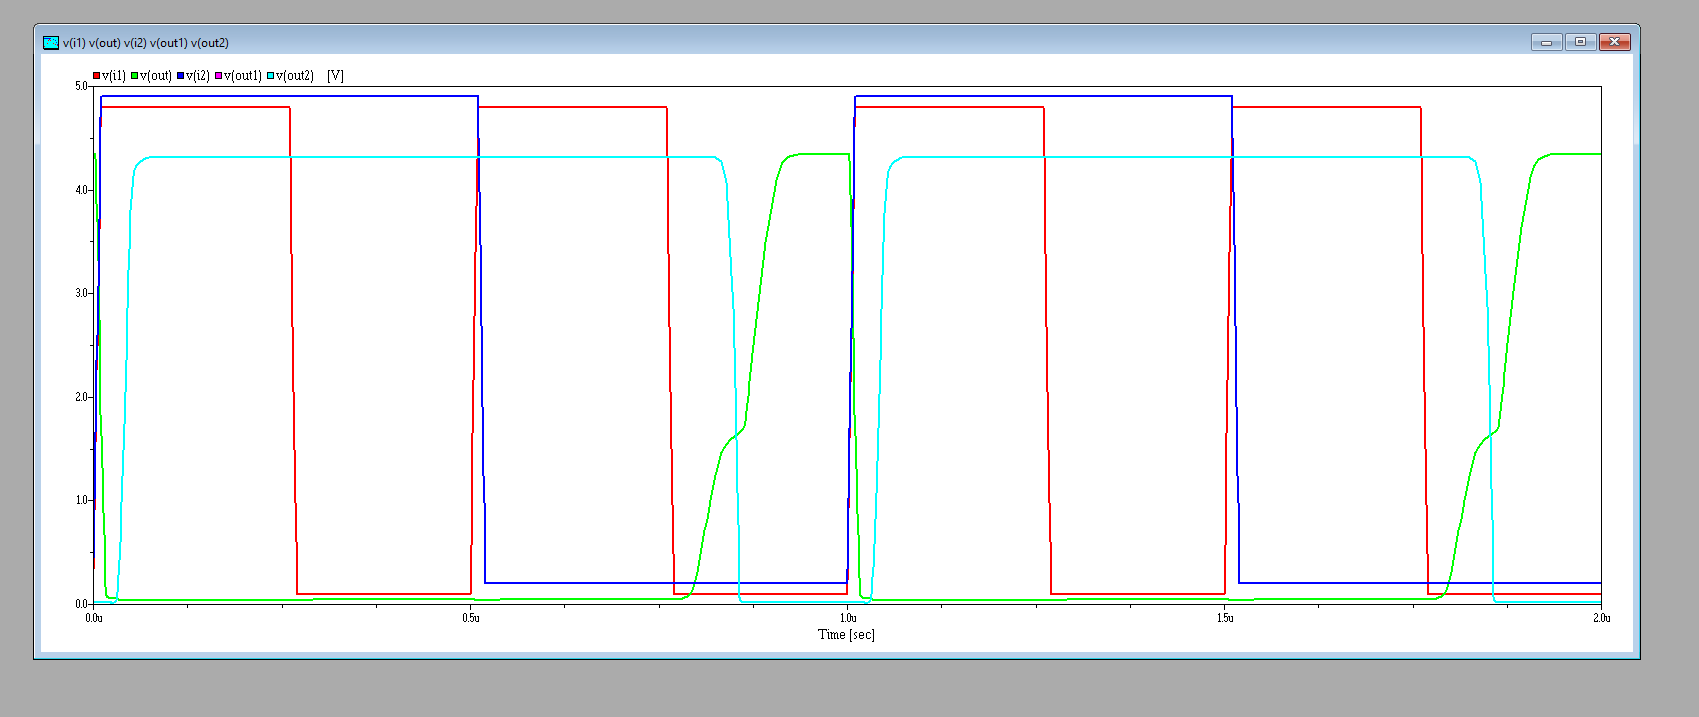 v(i1) v(out) v(i2) v(out1) v(out2)
v(i1) v(out) v(i2) v(out1) v(out2) [V]
5.0
4.0
3.0
2.0
1.0
0.0
0.0u 0.5u 1.0u 1.5u 2.0u
Time [sec]